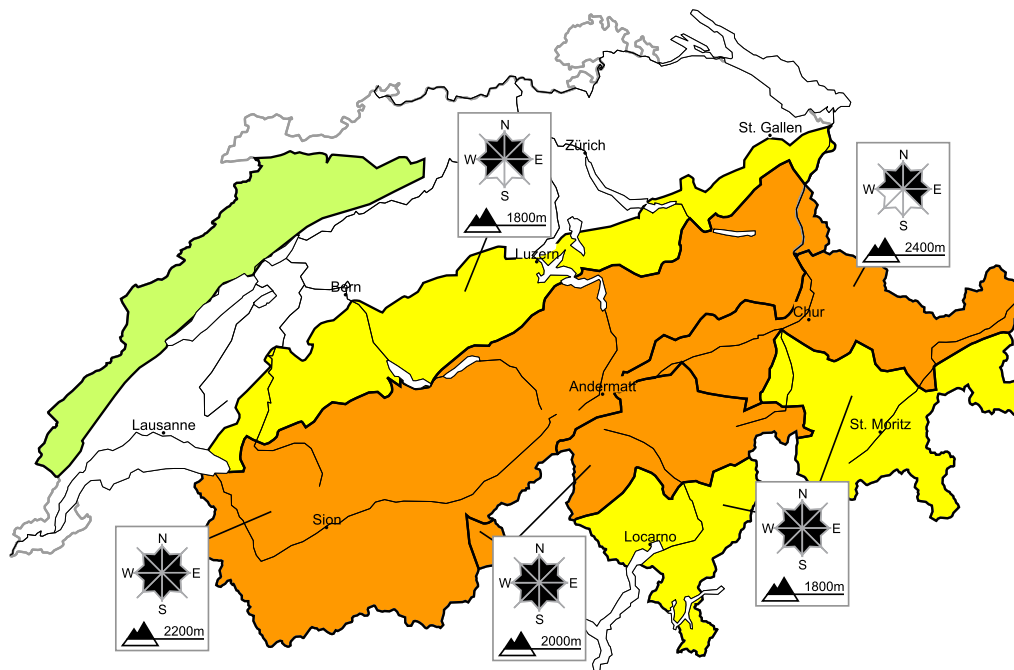 St. Gallen
Zürich
N
W E
S
1800m
N
W E
S
2400m
Luzern
Bern
Chur
Andermatt
Lausanne
St. Moritz
Sion
Locarno
N
W E
S
1800m
N
W E
S
2200m
N
W E
S
2000m